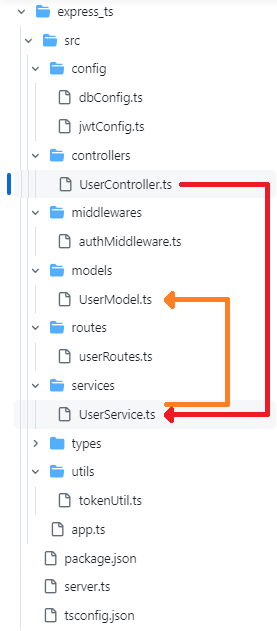 express_ts
src
config
dbConfig.ts
jwtConfig.ts
controllers
UserController.ts
middlewares
authMiddleware.ts
models
UserModel.ts
routes
userRoutes.ts
services
UserService.ts
types
utils
tokenUtil.ts
app.ts
package.json
server.ts
tsconfig.json